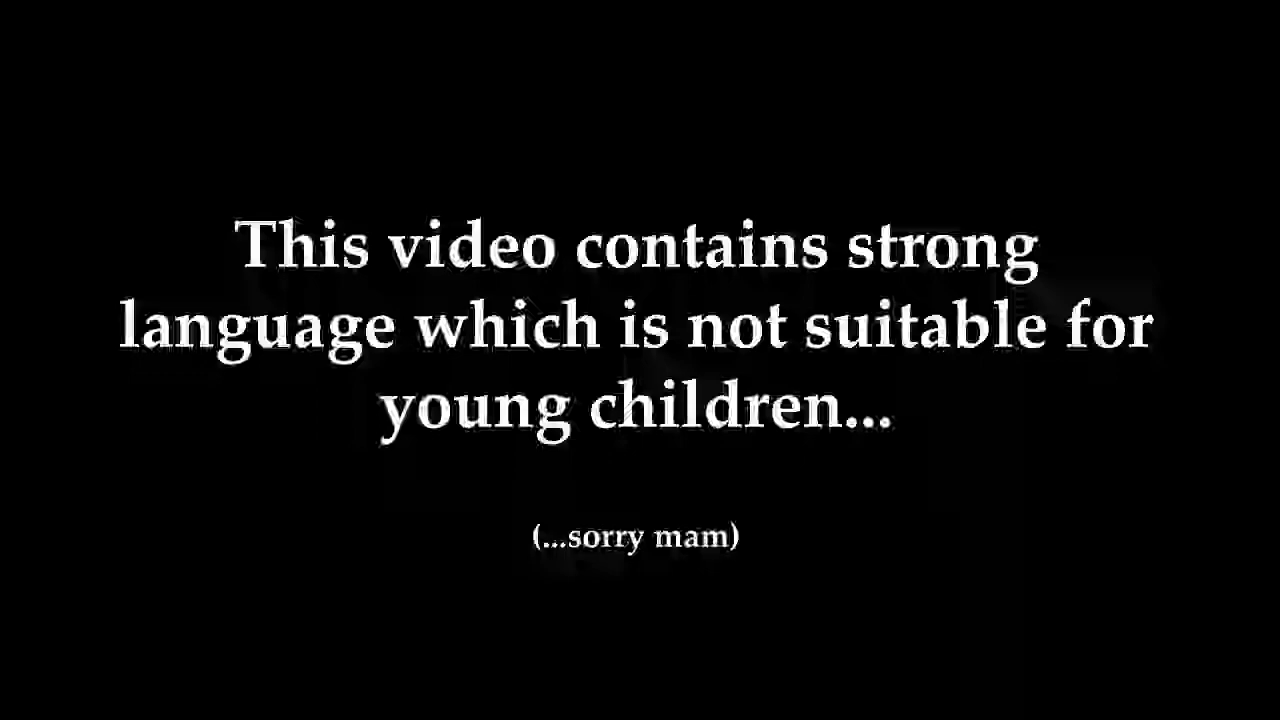 This video contains strong
language which is not suitable for
young children...
(...sorry mam)